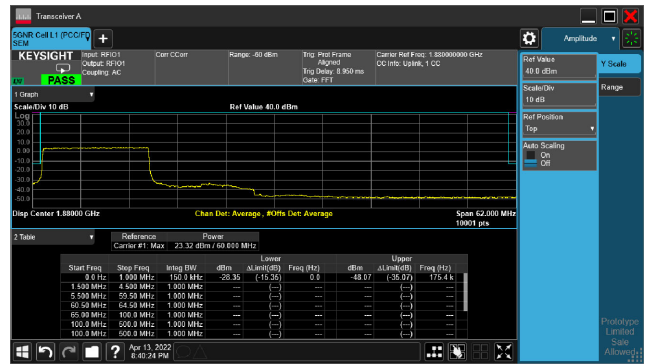 Transceiver A
5GNR Cell L1 (PCC/FD
SEM
KEYSIGHT
PASS
Input: RFIO1
Output: RFIO1
Coupling: AC
Corr CCorr
Range: -60 dBm
Trig: Prot Frame
Aligned
Trig Delay: 8.950 ms
Gate: FFT
Carrier Ref Freq: 1.880000000 GHz
CC Info: Uplink, 1 CC
Amplitude
Ref Value
40.0 dBm
Scale/Div
10 dB
Ref Position
Top
Auto Scaling
On
Off
Y Scale
Range
1 Graph
Scale/Div 10 dB
Ref Value 40.0 dBm
Log
30.0
20.0
10.0
0.00
-10.0
-20.0
-30.0
-40.0
-50.0
Disp Center 1.88000 GHz
Chan Det: Average, #Offs Det: Average
Span 62.000 MHz
10001 pts
2 Table
Reference Power
Carrier #1: Max 23.32 dBm / 60.000 MHz
Lower Upper
Start Freq Stop Freq Integ BW dBm ΔLimit(dB) Freq (Hz) dBm ΔLimit(dB) Freq (Hz)
0.0 Hz 1.000 MHz 150.0 kHz -28.35 (-15.35) 0.0 -48.07 (-35.07) 175.4 k
1.500 MHz 4.500 MHz 1.000 MHz --- (---) --- --- (---) ---
5.500 MHz 59.50 MHz 1.000 MHz --- (---) --- --- (---) ---
60.50 MHz 64.50 MHz 1.000 MHz --- (---) --- --- (---) ---
65.00 MHz 100.0 MHz 1.000 MHz --- (---) --- --- (---) ---
100.0 MHz 500.0 MHz 1.000 MHz --- (---) --- --- (---) ---
100.0 MHz 500.0 MHz 1.000 MHz --- (---) --- --- (---) ---
Apr 13, 2022
8:40:24 PM
Prototype
Limited
Sale
Allowed